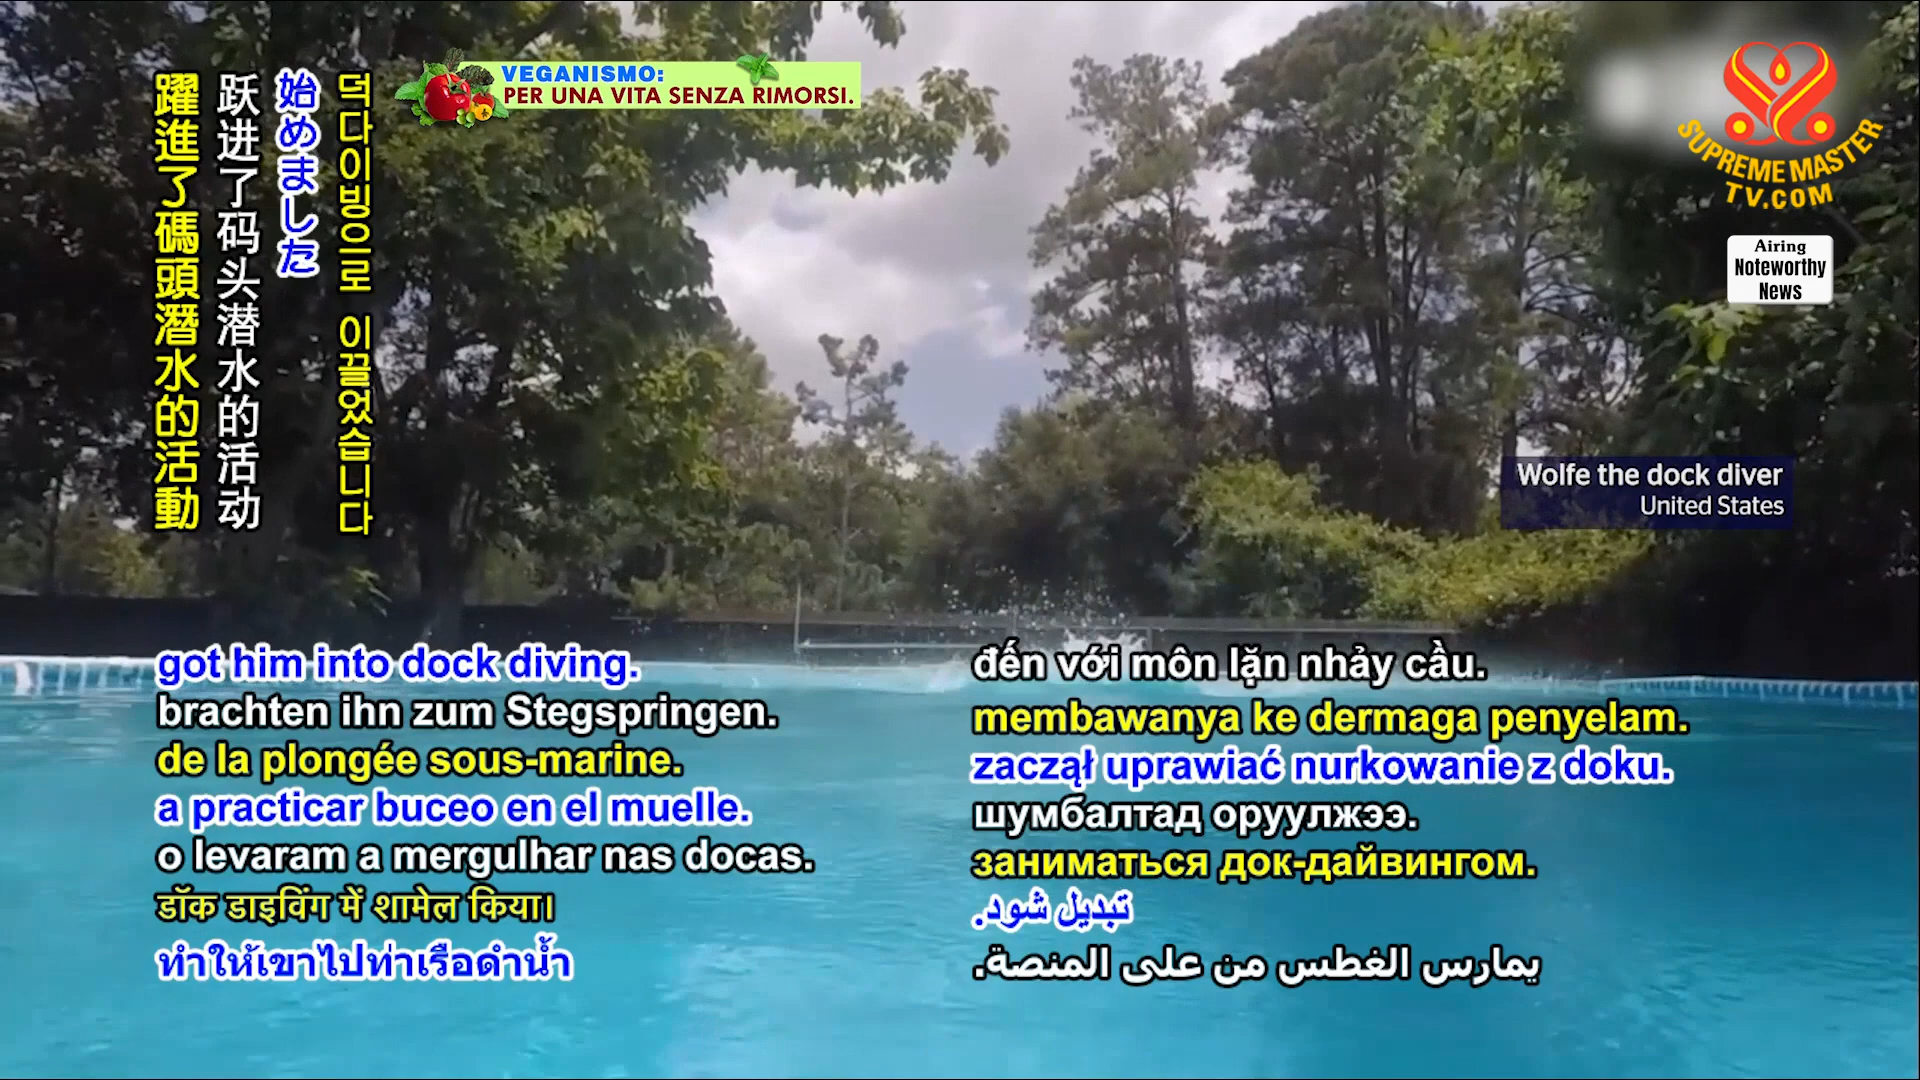 躍進了碼頭潛水的活動
跃进了码头潜水的活动
始めました
덕 다이빙으로 이끌었습니다
VEGANISMO:
PER UNA VITA SENZA RIMORSI.
SUPREME MASTER
TV.COM
Airing
Noteworthy
News
Wolfe the dock diver
United States
got him into dock diving.
brachten ihn zum Stegspringen.
de la plongée sous-marine.
a practicar buceo en el muelle.
o levaram a mergulhar nas docas.
डॉक डाइविंग में शामेल किया।
ทำให้เขาไปท่าเรือดำน้ำ
đến với môn lặn nhảy cầu.
membawanya ke dermaga penyelam.
zaczął uprawiać nurkowanie z doku.
шумбалтад оруулжээ.
заниматься док-дайвингом.
تبدیل شود.
يمارس الغطس من على المنصة.